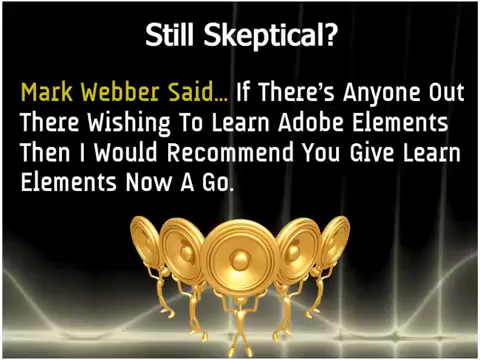 Still Skeptical?
Mark Webber Said... If There's Anyone Out
There Wishing To Learn Adobe Elements
Then I Would Recommend You Give Learn
Elements Now A Go.